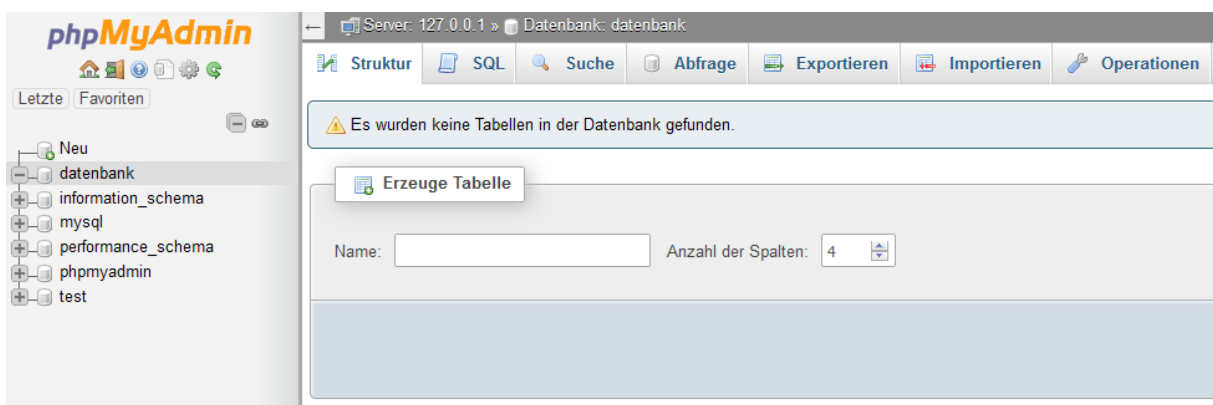 phpMyAdmin
Letzte Favoriten
Neu
datenbank
information_schema
mysql
performance_schema
phpmyadmin
test
← Server: 127.0.0.1 » Datenbank: datenbank
Struktur SQL Suche Abfrage Exportieren Importieren Operationen
Es wurden keine Tabellen in der Datenbank gefunden.
Erzeuge Tabelle
Name: Anzahl der Spalten: 4